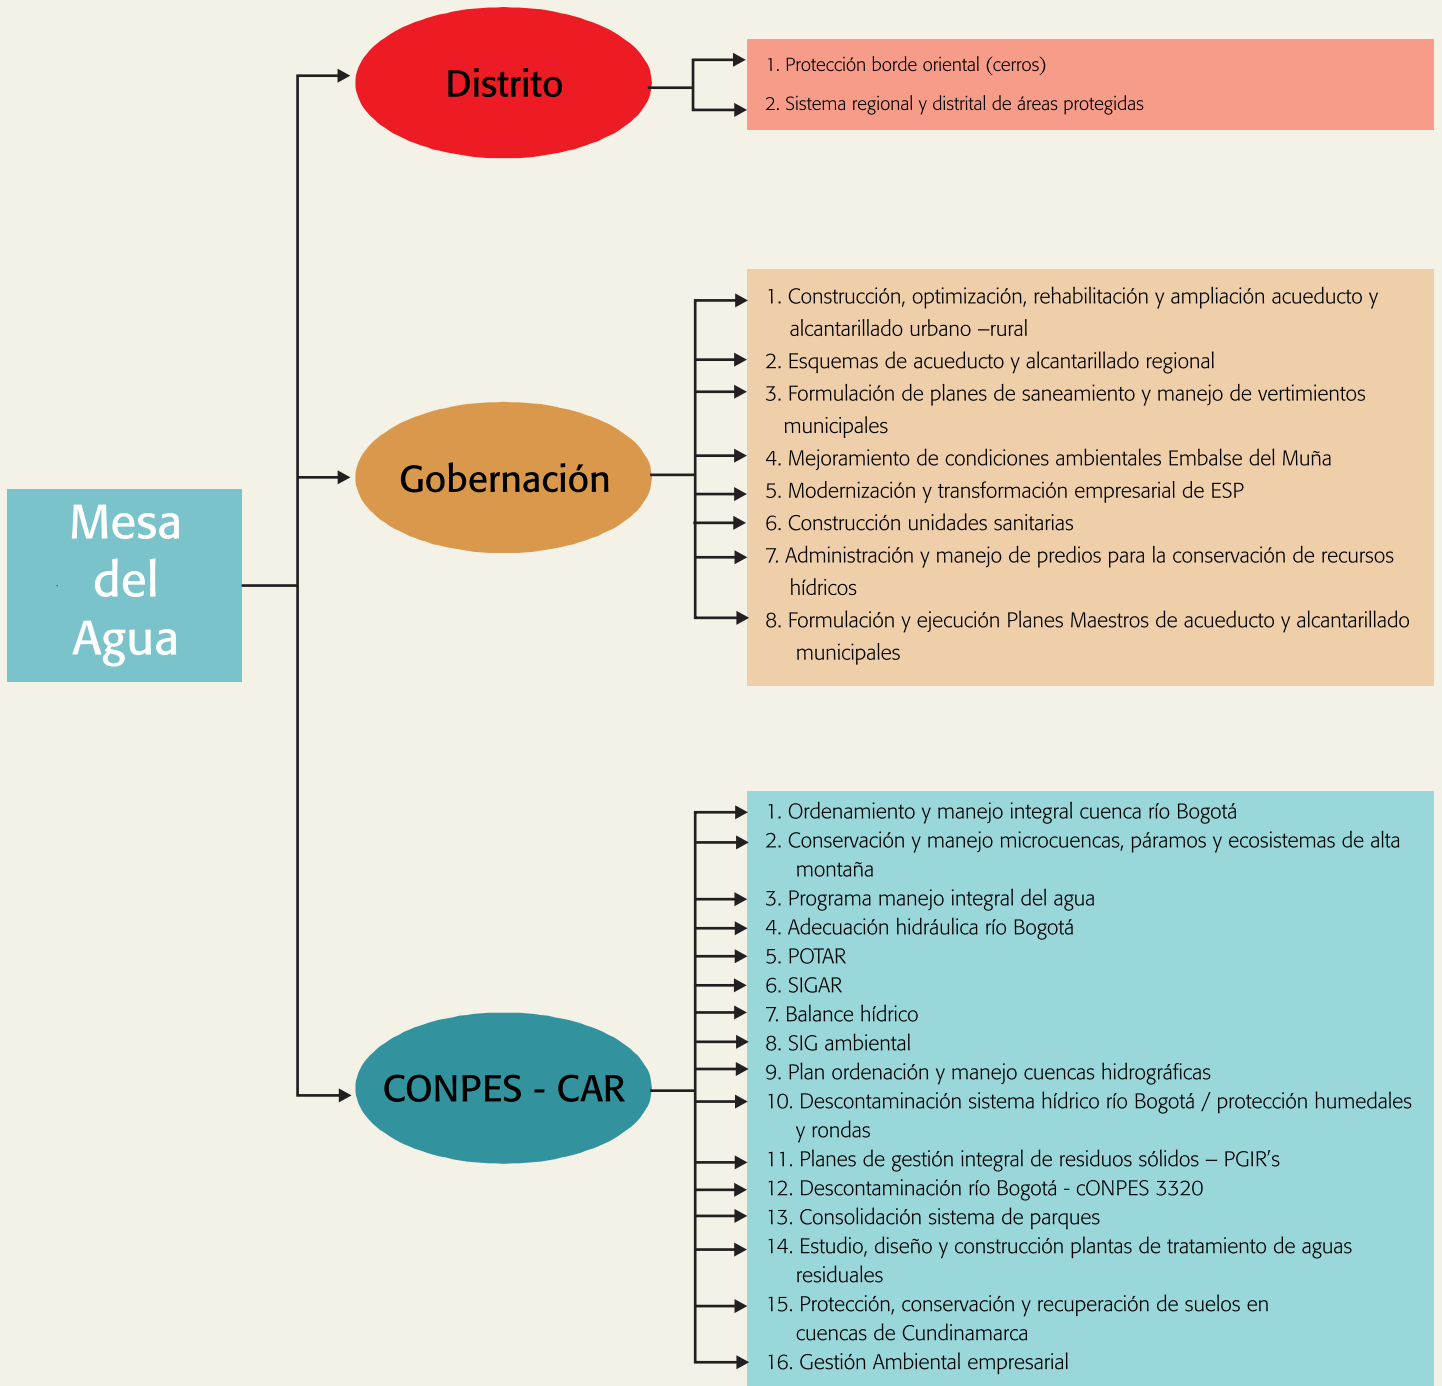 Distrito
1. Protección borde oriental (cerros)
2. Sistema regional y distrital de áreas protegidas
Mesa
del
Agua
Gobernación
1. Construcción, optimización, rehabilitación y ampliación acueducto y
alcantarillado urbano –rural
2. Esquemas de acueducto y alcantarillado regional
3. Formulación de planes de saneamiento y manejo de vertimientos
municipales
4. Mejoramiento de condiciones ambientales Embalse del Muña
5. Modernización y transformación empresarial de ESP
6. Construcción unidades sanitarias
7. Administración y manejo de predios para la conservación de recursos
hídricos
8. Formulación y ejecución Planes Maestros de acueducto y alcantarillado
municipales
CONPES - CAR
1. Ordenamiento y manejo integral cuenca río Bogotá
2. Conservación y manejo microcuencas, páramos y ecosistemas de alta
montaña
3. Programa manejo integral del agua
4. Adecuación hidráulica río Bogotá
5. POTAR
6. SIGAR
7. Balance hídrico
8. SIG ambiental
9. Plan ordenación y manejo cuencas hidrográficas
10. Descontaminación sistema hídrico río Bogotá / protección humedales
y rondas
11. Planes de gestión integral de residuos sólidos – PGIR's
12. Descontaminación río Bogotá - cONPES 3320
13. Consolidación sistema de parques
14. Estudio, diseño y construcción plantas de tratamiento de aguas
residuales
15. Protección, conservación y recuperación de suelos en
cuencas de Cundinamarca
16. Gestión Ambiental empresarial